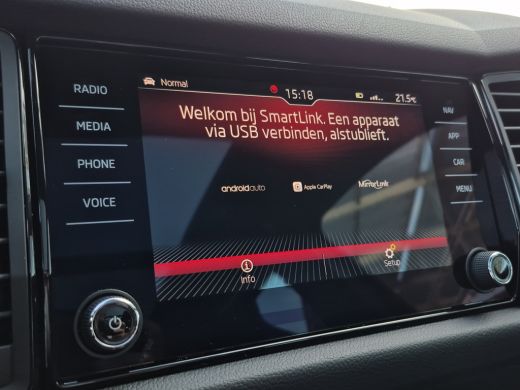 RADIO
MEDIA
PHONE
VOICE
Normal
15:18
21.5°C
Welkom bij SmartLink. Een apparaat
via USB verbinden, alstublieft.
androidauto
Apple CarPlay
MirrorLink
Info
Setup
NAV
APP
CAR
MENU